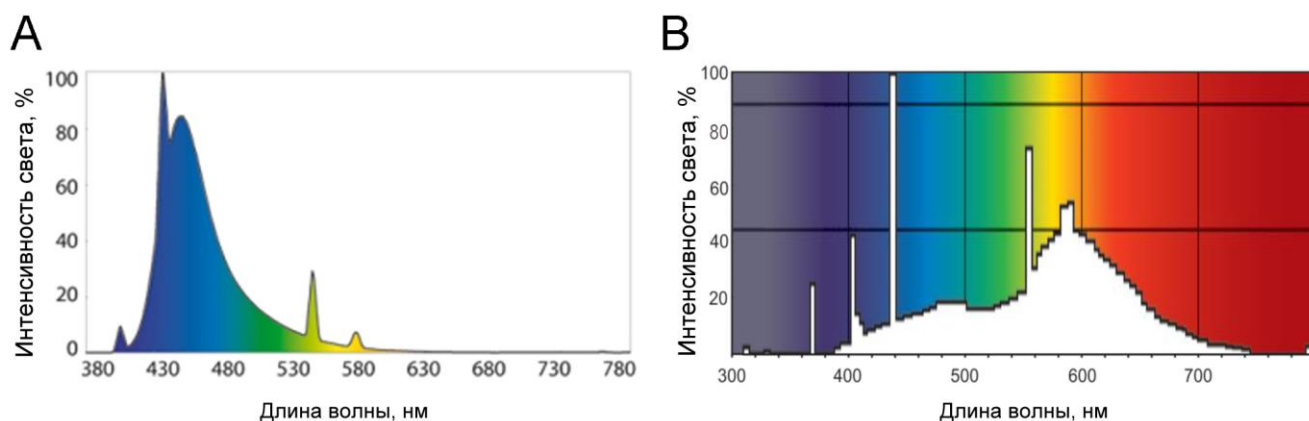 А
В
Интенсивность света, %
100
80
60
40
20
0
380 430 480 530 580 630 680 730 780
Длина волны, нм
Интенсивность света, %
100
80
60
40
20
300 400 500 600 700
Длина волны, нм